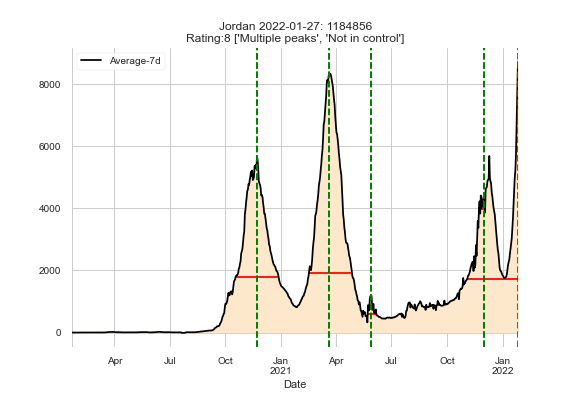 Jordan 2022-01-27: 1184856
Rating:8 ['Multiple peaks', 'Not in control']
Average-7d
8000
6000
4000
2000
0
Apr
Jul
Oct
Jan
2021
Apr
Jul
Oct
Jan
2022
Date